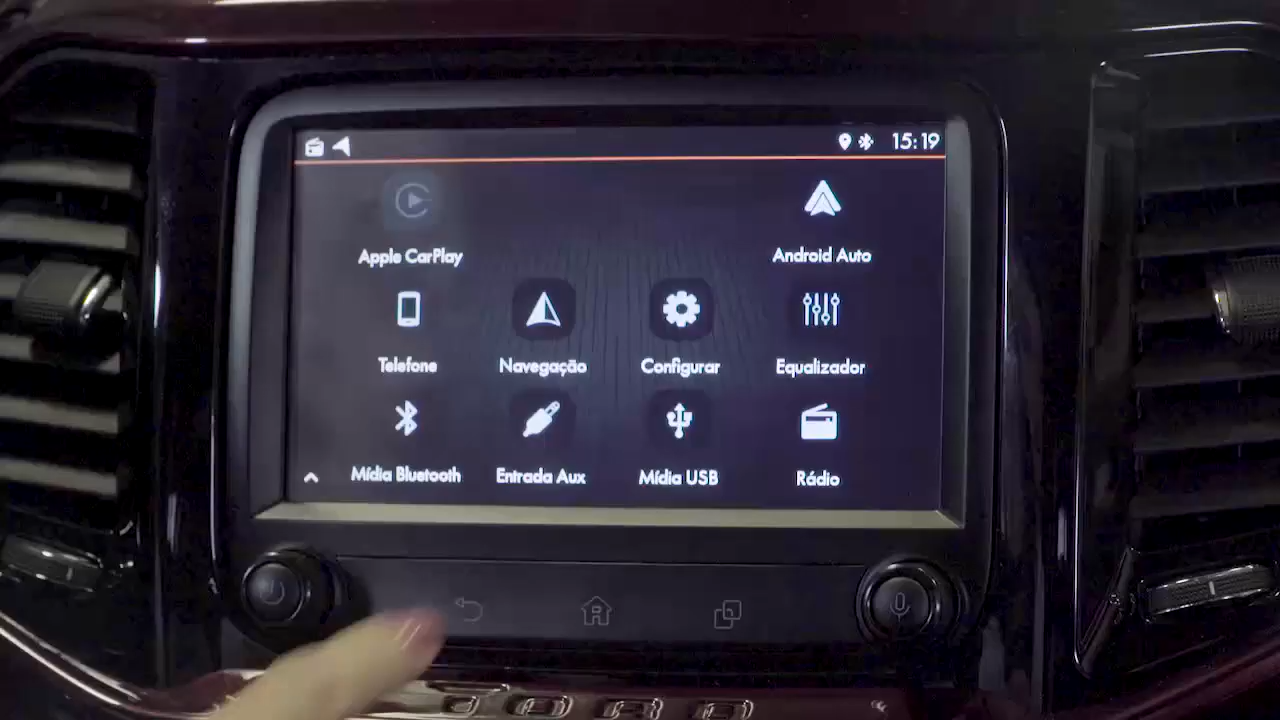 15:19
Apple CarPlay Android Auto
Telefone Navegação Configurar Equalizador
Mídia Bluetooth Entrada Aux Mídia USB Rádio